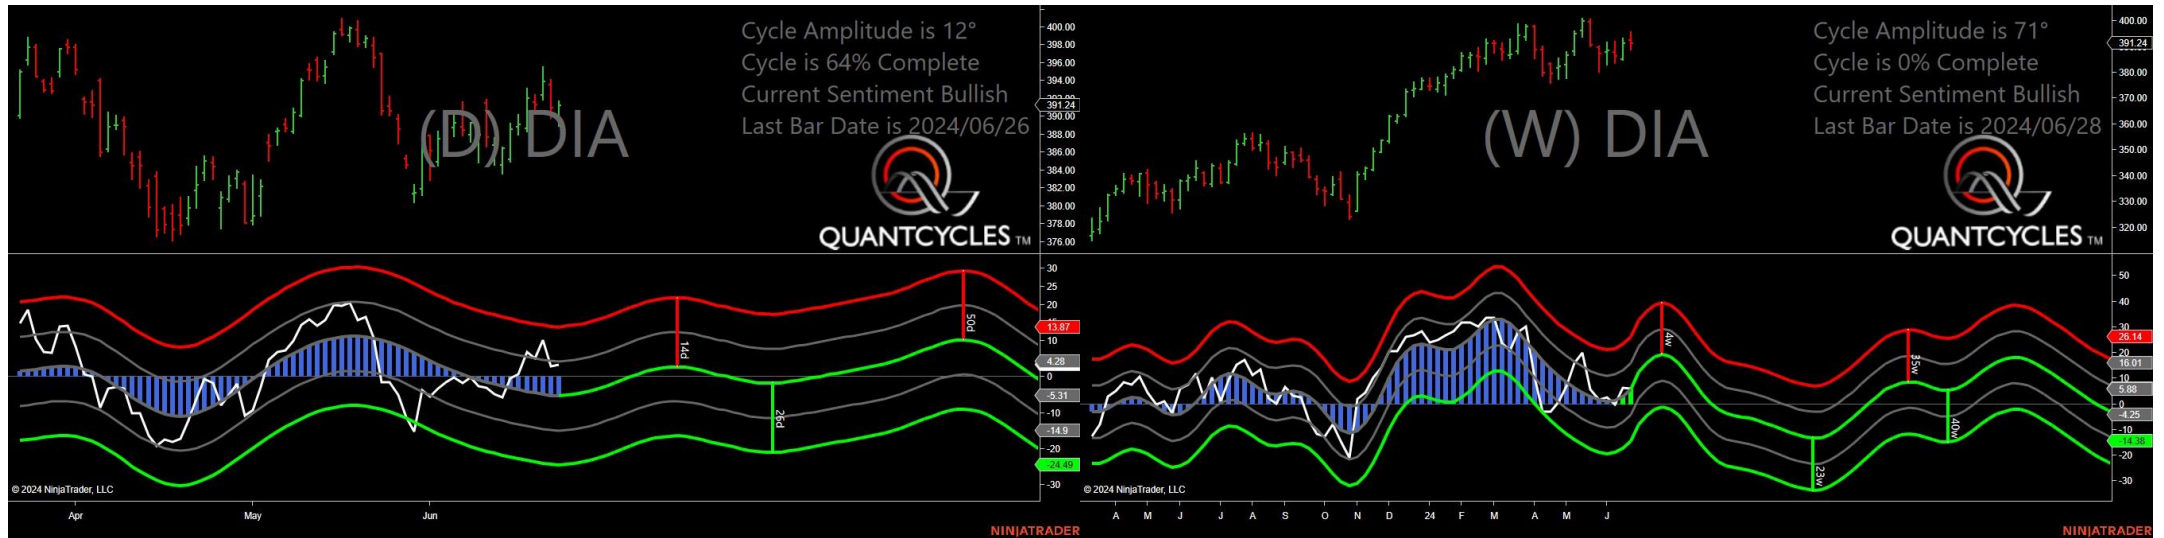 Cycle Amplitude is 12°
Cycle is 64% Complete
Current Sentiment Bullish
Last Bar Date is 2024/06/26
(D) DIA
QUANTCYCLES TM
400.00
398.00
396.00
394.00
391.24
390.00
388.00
386.00
384.00
382.00
380.00
378.00
376.00
30
25
20
13.87
10
4.28
0
-5.31
-10
-14.9
-20
-24.49
-30
14d
26d
50d
© 2024 NinjaTrader, LLC
Apr May Jun
NINJATRADER
Cycle Amplitude is 71°
Cycle is 0% Complete
Current Sentiment Bullish
Last Bar Date is 2024/06/28
(W) DIA
QUANTCYCLES TM
400.00
391.24
380.00
370.00
360.00
350.00
340.00
330.00
320.00
50
40
30
26.14
20
16.01
10
5.88
0
-4.25
-10
-14.38
-20
-30
4w
23w
35w
40w
© 2024 NinjaTrader, LLC
A M J J A S O N D 24 F M A M J
NINJATRADER